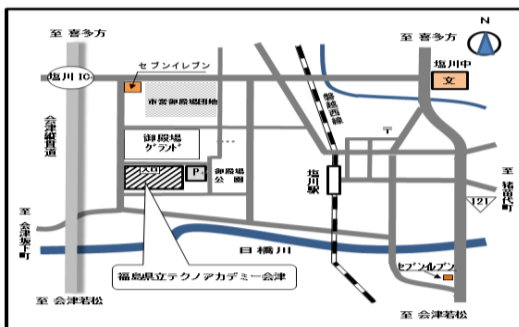 N
至 喜多方
至 喜多方
塩川 IC
セブンイレブン
塩川中
文
市営御殿場団地
磐越西線
会津縦貫道
御殿場
グランド
〒
入口
P
御殿場
公園
塩川駅
至 猪苗代町
121
至 会津坂下町
日橋川
セブンイレブン
福島県立テクノアカデミー会津
至 会津若松
至 会津若松